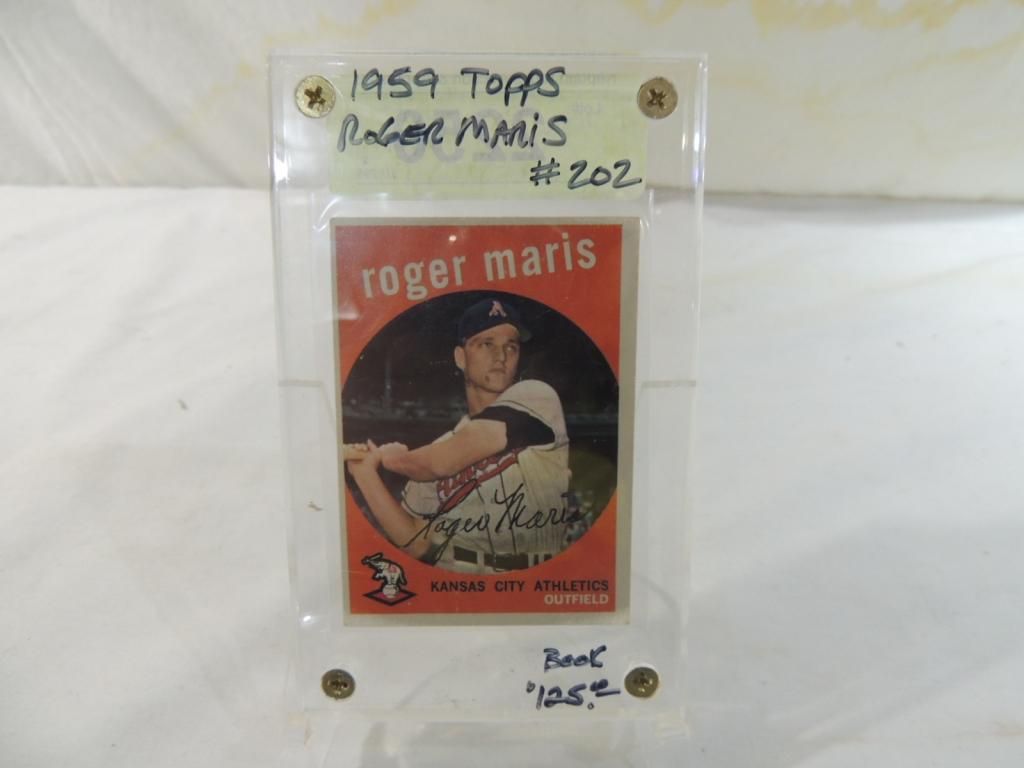 1959 TOPPS
ROGER MARIS
#202
roger maris
A
Roger Maris
KANSAS CITY ATHLETICS
OUTFIELD
BOOK
$125.00